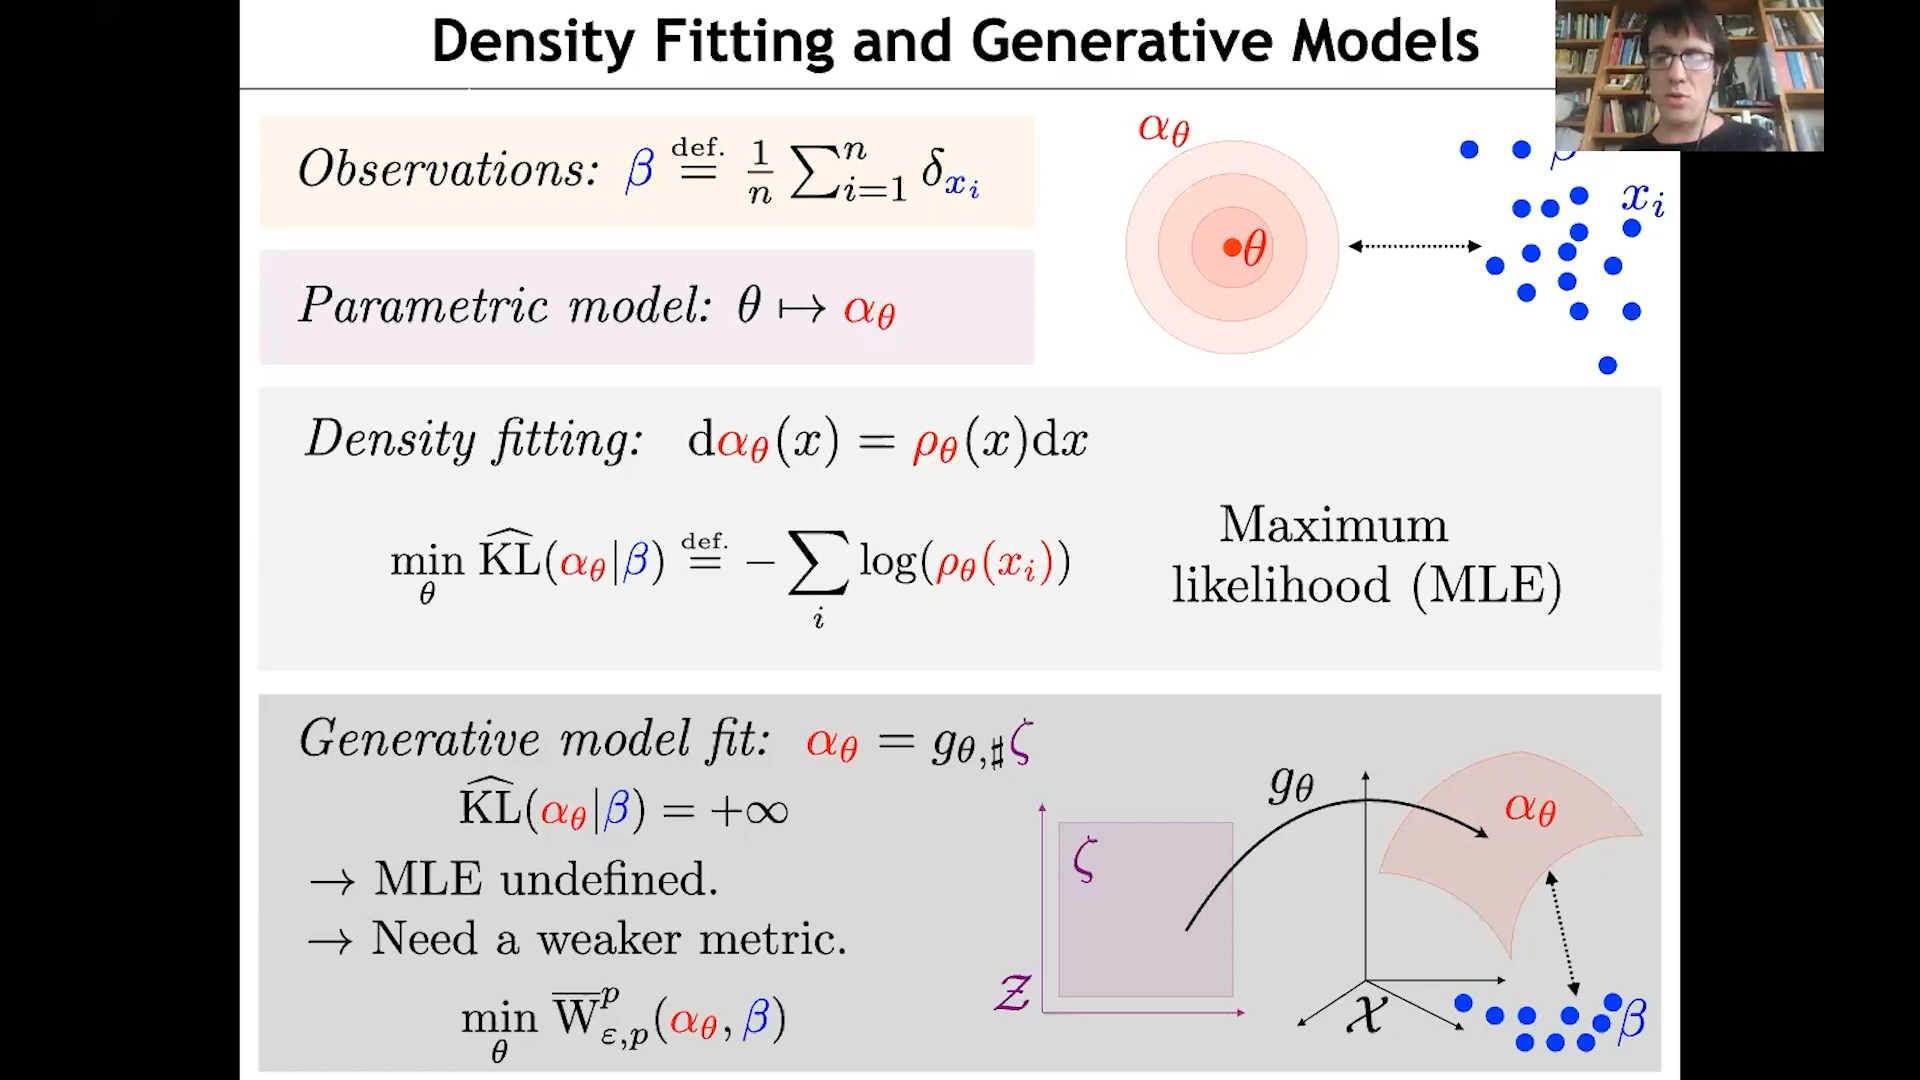 Density Fitting and Generative Models
Observations: β def. = 1/n ∑_{i=1}^{n} δ_{x_i}
Parametric model: θ ↦ α_θ
α_θ
θ
x_i
Density fitting: dα_θ(x) = ρ_θ(x)dx
min_θ K̂L(α_θ|β) def. = − ∑_i log(ρ_θ(x_i))
Maximum
likelihood (MLE)
Generative model fit: α_θ = g_{θ,♯}ζ
K̂L(α_θ|β) = +∞
→ MLE undefined.
→ Need a weaker metric.
min_θ W̅^p_{ε,p}(α_θ, β)
ζ
Z
g_θ
α_θ
X
β